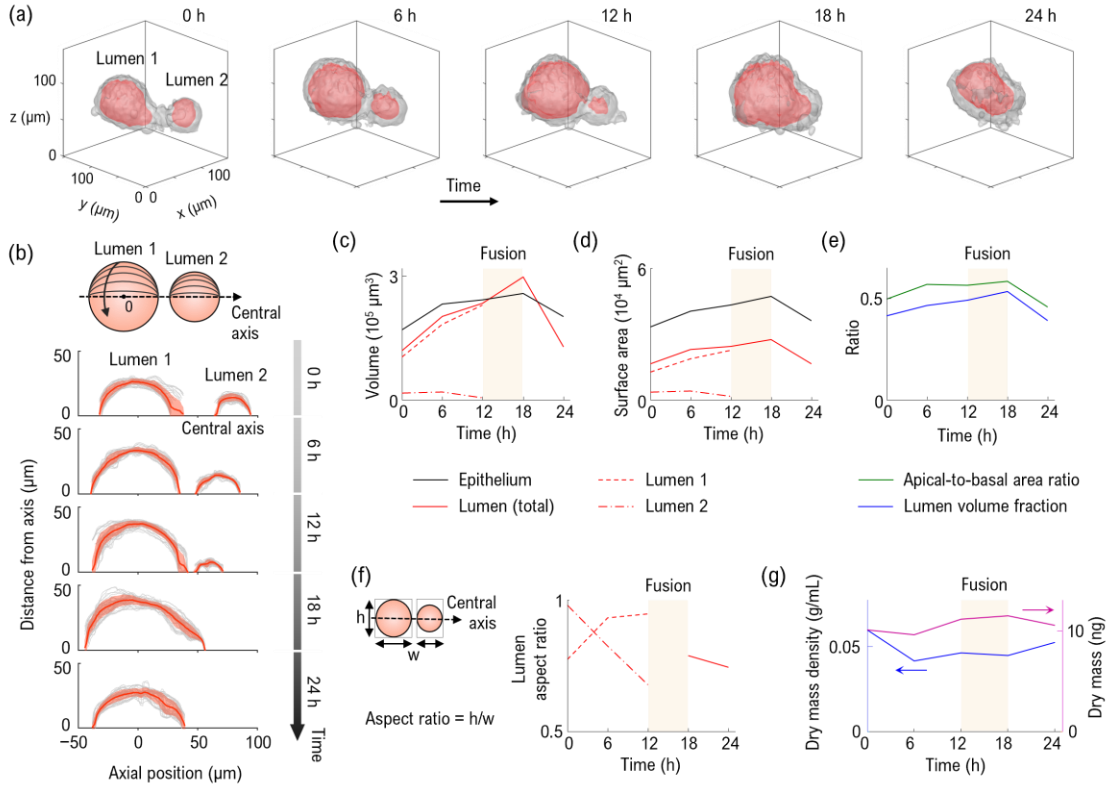 (a)
0 h
6 h
12 h
18 h
24 h
Lumen 1
Lumen 2
100
z (µm)
0
100
y (µm)
0 0
100
x (µm)
Time
(b)
Lumen 1
Lumen 2
0
Central
axis
50
Lumen 1
Lumen 2
0
50
Central axis
0
50
0
50
0
50
0
−50
0
50
100
Distance from axis (µm)
Axial position (µm)
0 h
6 h
12 h
18 h
24 h
Time
(c)
Fusion
3
0
Volume (10⁵ µm³)
0 6 12 18 24
Time (h)
(d)
Fusion
6
0
Surface area (10⁴ µm²)
0 6 12 18 24
Time (h)
(e)
Fusion
0.5
0
Ratio
0 6 12 18 24
Time (h)
Epithelium
Lumen (total)
Lumen 1
Lumen 2
Apical-to-basal area ratio
Lumen volume fraction
(f)
h
w
Central
axis
Aspect ratio = h/w
Fusion
1
0.5
Lumen
aspect ratio
0 6 12 18 24
Time (h)
(g)
Fusion
0.05
0
Dry mass density (g/mL)
10
0
Dry mass (ng)
0 6 12 18 24
Time (h)